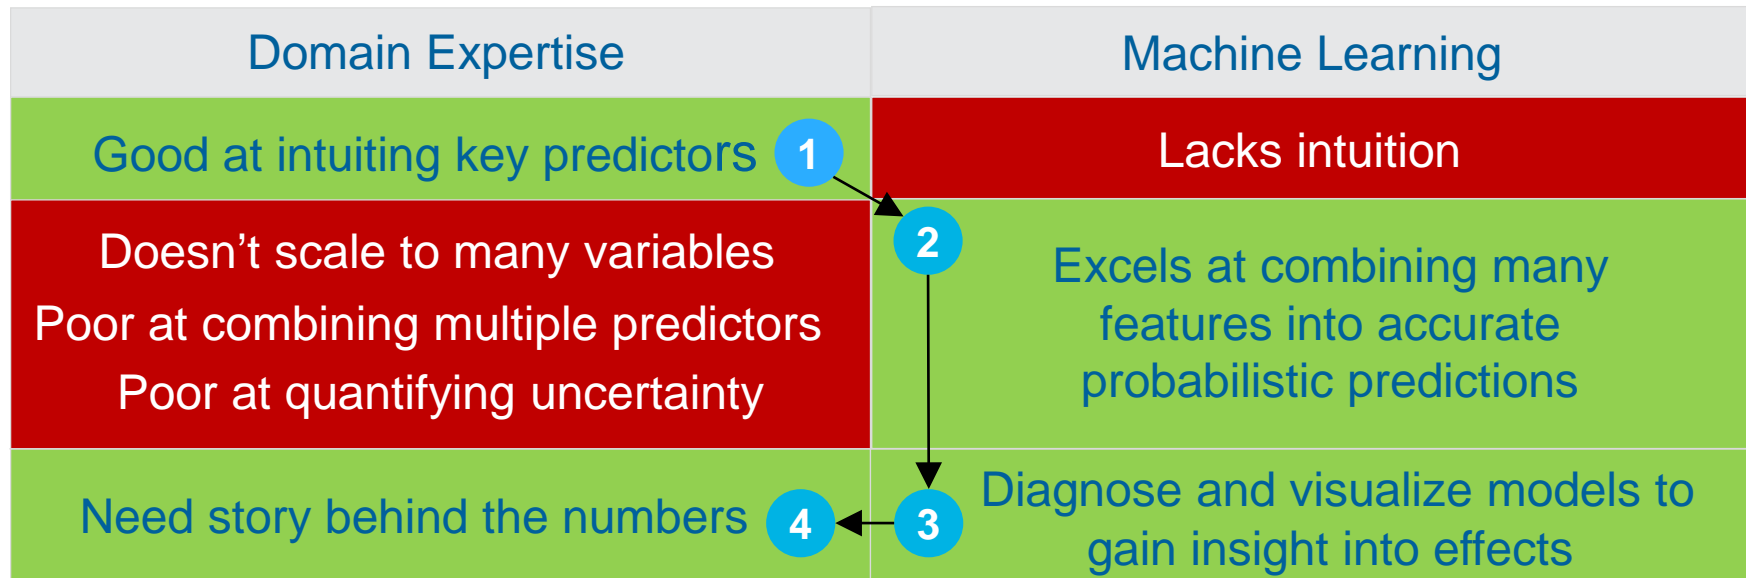 Domain Expertise
Machine Learning
Good at intuiting key predictors
1
Lacks intuition
Doesn’t scale to many variables
Poor at combining multiple predictors
Poor at quantifying uncertainty
2
Excels at combining many
features into accurate
probabilistic predictions
Need story behind the numbers
4
3
Diagnose and visualize models to
gain insight into effects